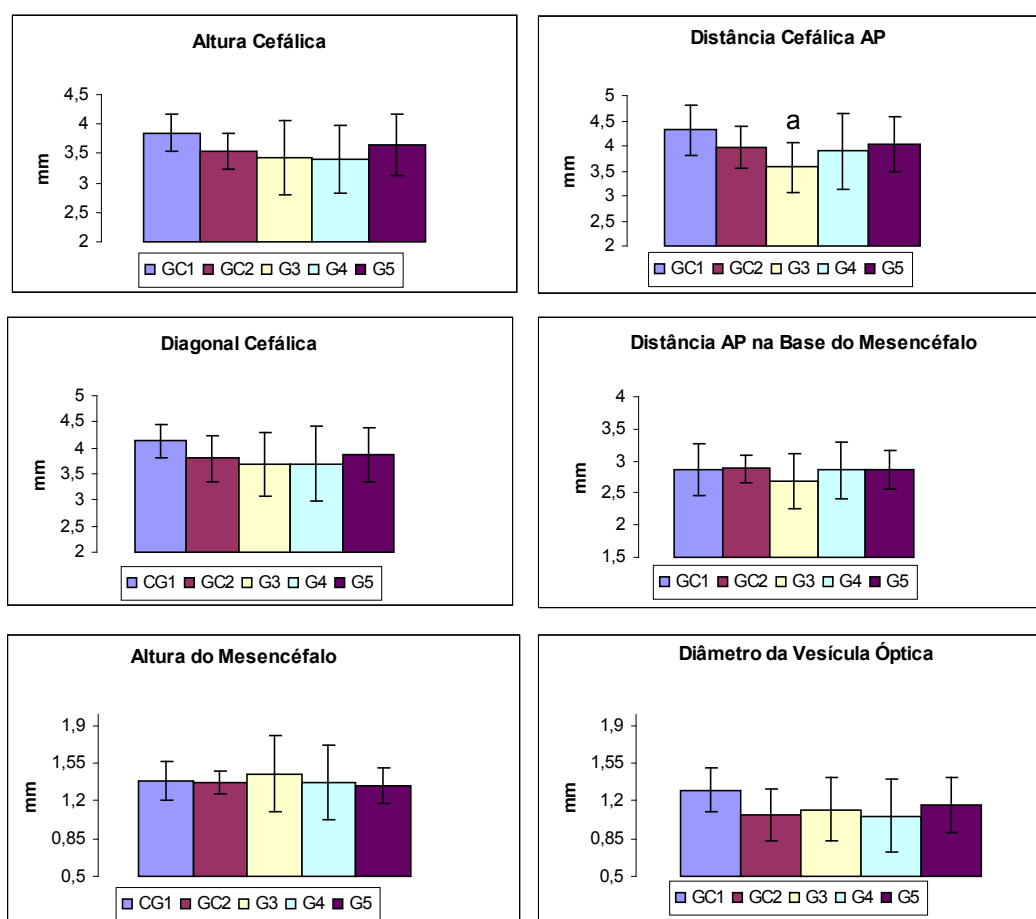 Altura Cefálica
4,5
4
3,5
3
2,5
2
mm
GC1 GC2 G3 G4 G5
Distância Cefálica AP
5
4,5
4
3,5
3
2,5
2
mm
a
GC1 GC2 G3 G4 G5
Diagonal Cefálica
5
4,5
4
3,5
3
2,5
2
mm
CG1 GC2 G3 G4 G5
Distância AP na Base do Mesencéfalo
4
3,5
3
2,5
2
1,5
mm
GC1 GC2 G3 G4 G5
Altura do Mesencéfalo
1,9
1,55
1,2
0,85
0,5
mm
CG1 GC2 G3 G4 G5
Diâmetro da Vesícula Óptica
1,9
1,55
1,2
0,85
0,5
mm
GC1 GC2 G3 G4 G5